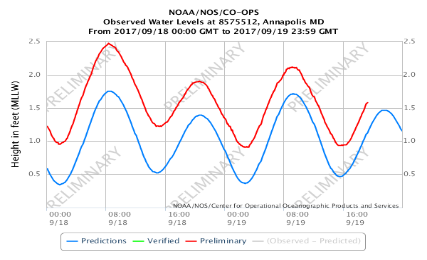 NOAA/NOS/CO-OPS
Observed Water Levels at 8575512, Annapolis MD
From 2017/09/18 00:00 GMT to 2017/09/19 23:59 GMT
Height in feet (MLLW)
2.5
2.0
1.5
1.0
0.5
2.5
2.0
1.5
1.0
0.5
PRELIMINARY PRELIMINARY PRELIMINARY
PRELIMINARY PRELIMINARY PRELIMINARY
NOAA/NOS/Center for Operational Oceanographic Products and Services
00:00 08:00 16:00 00:00 08:00 16:00
9/18 9/18 9/18 9/19 9/19 9/19
Predictions Verified Preliminary (Observed - Predicted)